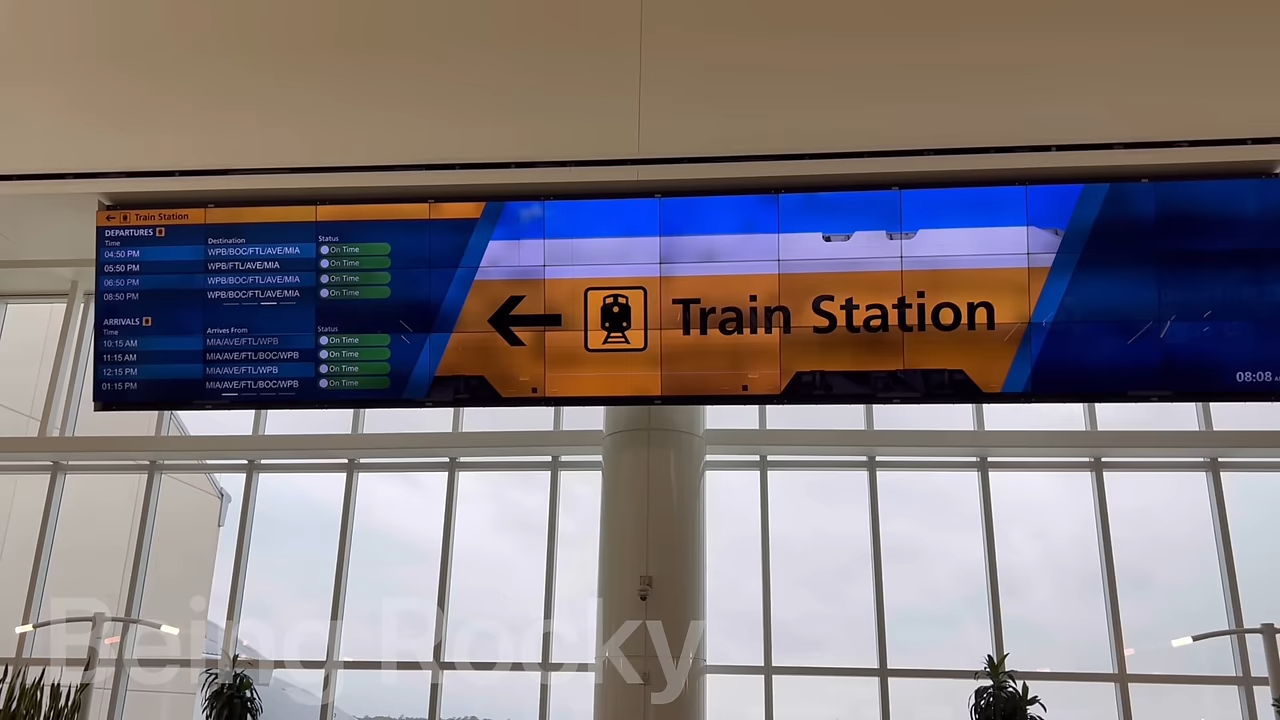 Train Station
DEPARTURES
Time Destination Status
04:50 PM WPB/BOC/FTL/AVE/MIA On Time
05:50 PM WPB/FTL/AVE/MIA On Time
06:50 PM WPB/BOC/FTL/AVE/MIA On Time
08:50 PM WPB/BOC/FTL/AVE/MIA On Time
ARRIVALS
Time Arrives From Status
10:15 AM MIA/AVE/FTL/WPB On Time
11:15 AM MIA/AVE/FTL/BOC/WPB On Time
12:15 PM MIA/AVE/FTL/WPB On Time
01:15 PM MIA/AVE/FTL/BOC/WPB On Time
Train Station
08:08
Being Rocky